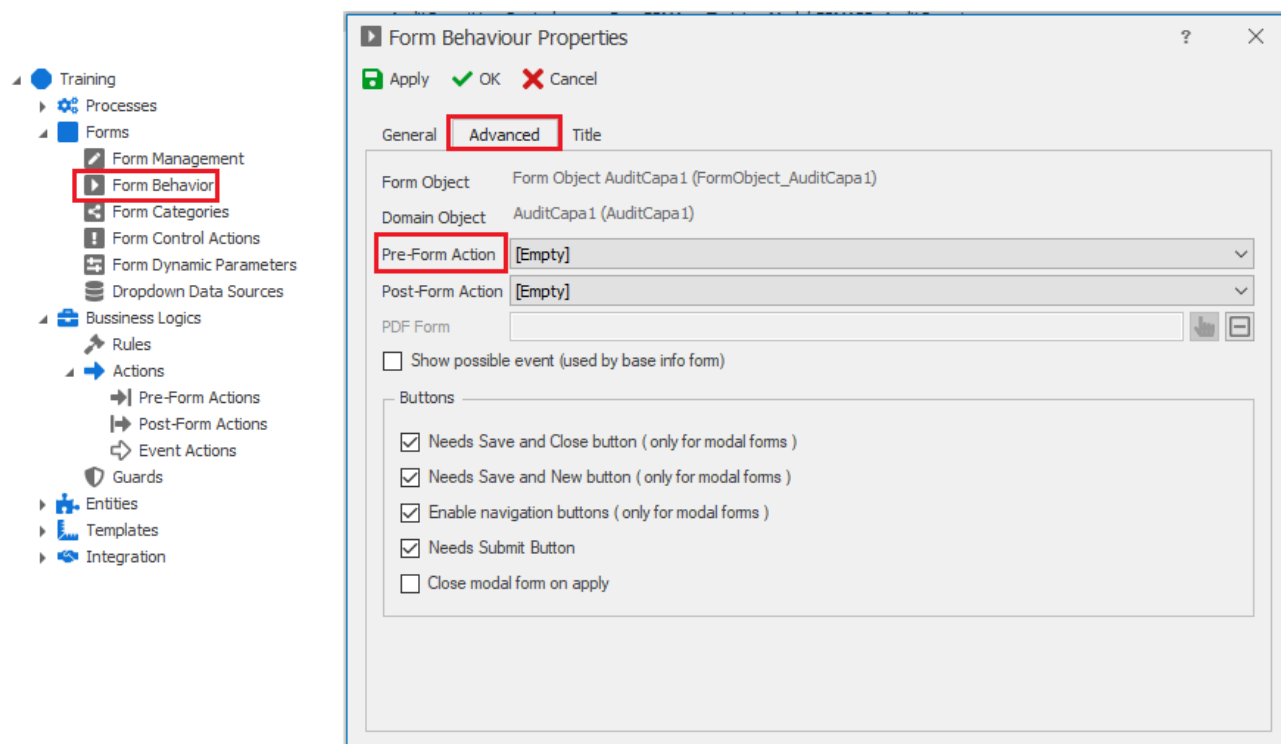 Form Behaviour Properties ?
Apply OK Cancel
General Advanced Title
Form Object Form Object AuditCapa1 (FormObject_AuditCapa1)
Domain Object AuditCapa1 (AuditCapa1)
Pre-Form Action [Empty]
Post-Form Action [Empty]
PDF Form
Show possible event (used by base info form)
Buttons
Needs Save and Close button ( only for modal forms )
Needs Save and New button ( only for modal forms )
Enable navigation buttons ( only for modal forms )
Needs Submit Button
Close modal form on apply
Training
Processes
Forms
Form Management
Form Behavior
Form Categories
Form Control Actions
Form Dynamic Parameters
Dropdown Data Sources
Bussiness Logics
Rules
Actions
Pre-Form Actions
Post-Form Actions
Event Actions
Guards
Entities
Templates
Integration